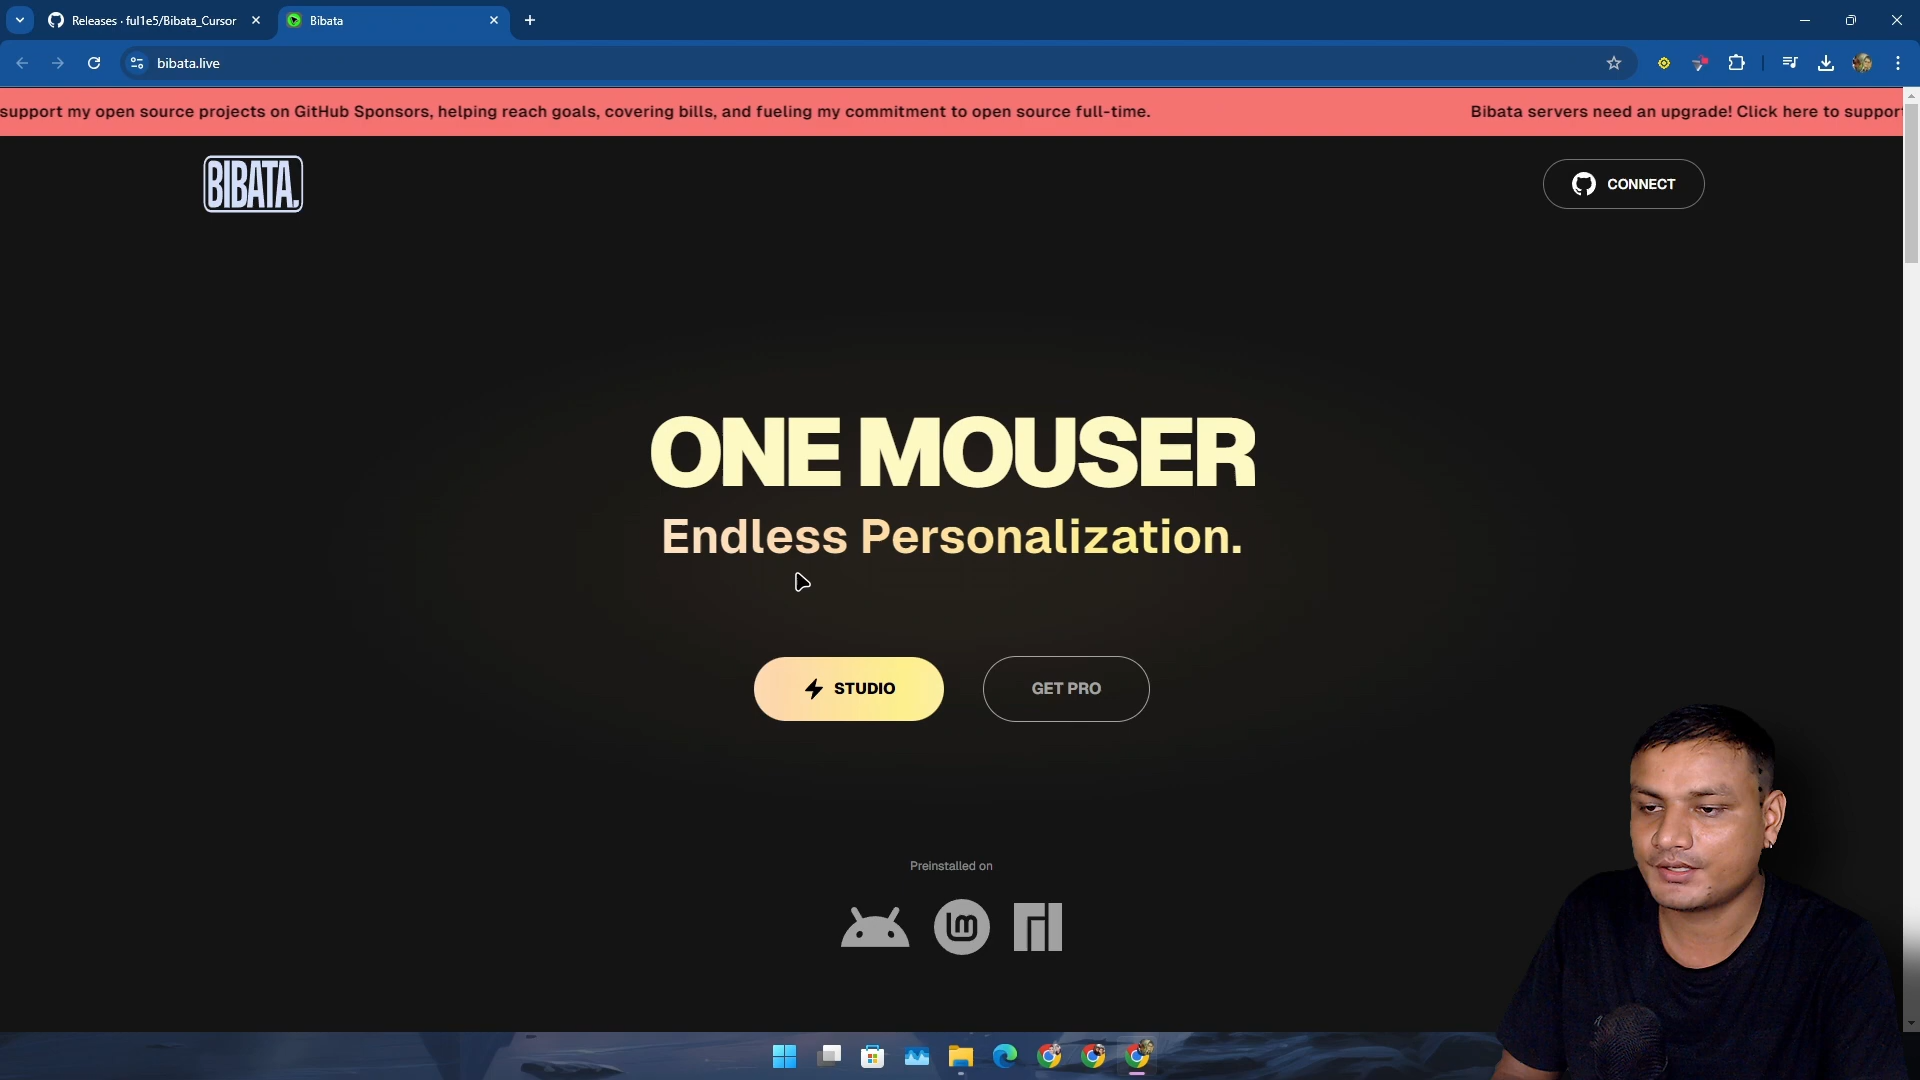 Releases · ful1e5/Bibata_Cursor
Bibata
bibata.live
support my open source projects on GitHub Sponsors, helping reach goals, covering bills, and fueling my commitment to open source full-time.
Bibata servers need an upgrade! Click here to support
BIBATA.
CONNECT
ONE MOUSER
Endless Personalization.
STUDIO
GET PRO
Preinstalled on